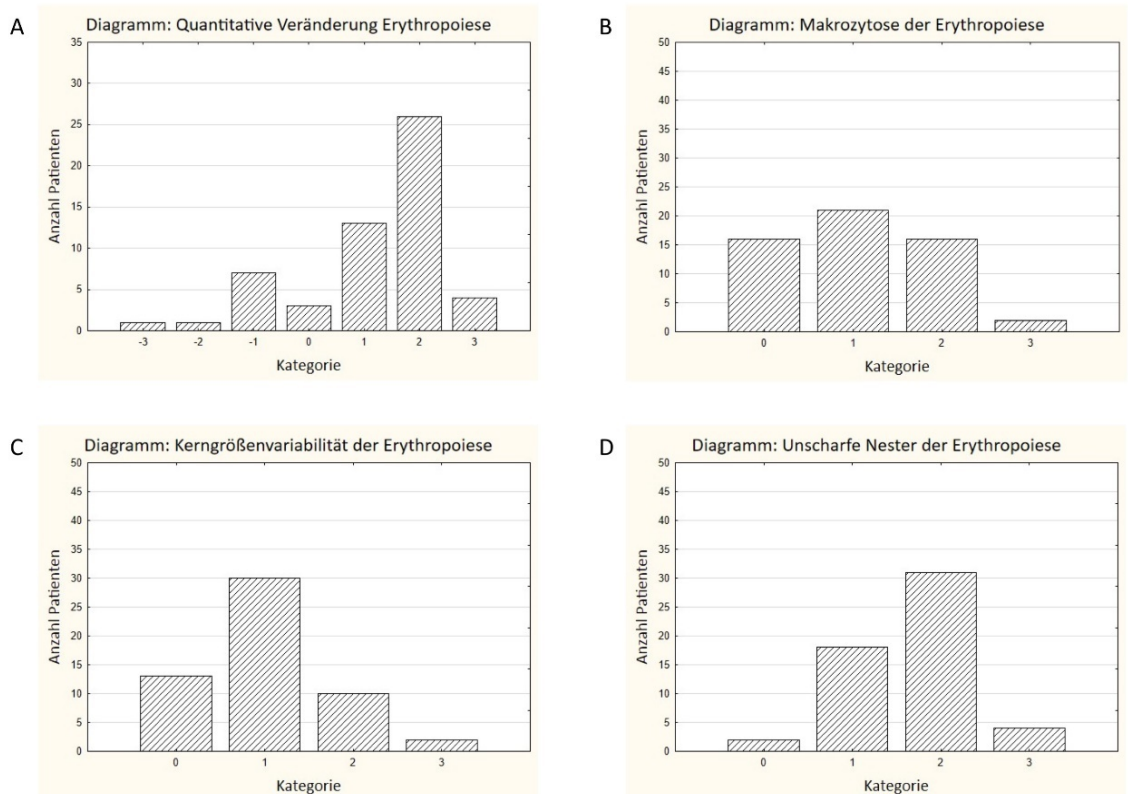 A
Diagramm: Quantitative Veränderung Erythropoiese
35
30
25
20
15
10
5
0
Anzahl Patienten
-3 -2 -1 0 1 2 3
Kategorie
B
Diagramm: Makrozytose der Erythropoiese
50
45
40
35
30
25
20
15
10
5
0
Anzahl Patienten
0 1 2 3
Kategorie
C
Diagramm: Kerngrößenvariabilität der Erythropoiese
50
45
40
35
30
25
20
15
10
5
0
Anzahl Patienten
0 1 2 3
Kategorie
D
Diagramm: Unscharfe Nester der Erythropoiese
50
45
40
35
30
25
20
15
10
5
0
Anzahl Patienten
0 1 2 3
Kategorie